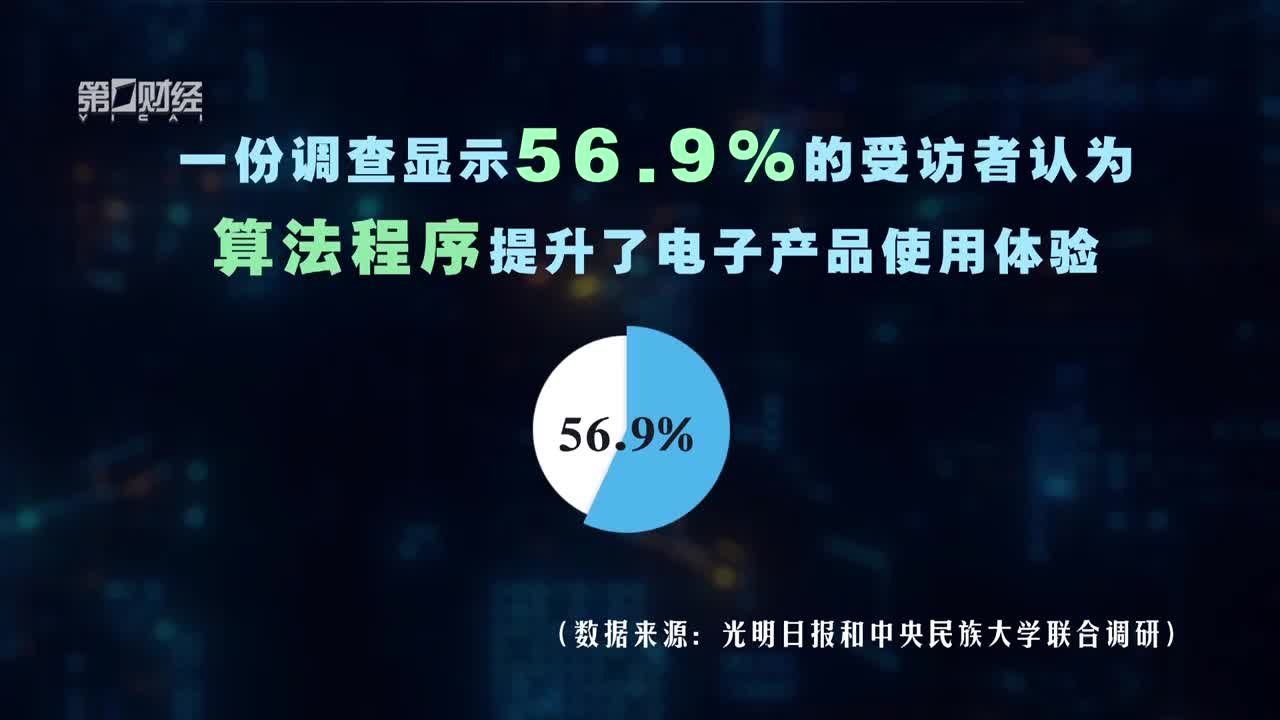 第一财经
YICAI
一份调查显示56.9%的受访者认为
算法程序提升了电子产品使用体验
56.9%
（数据来源：光明日报和中央民族大学联合调研）